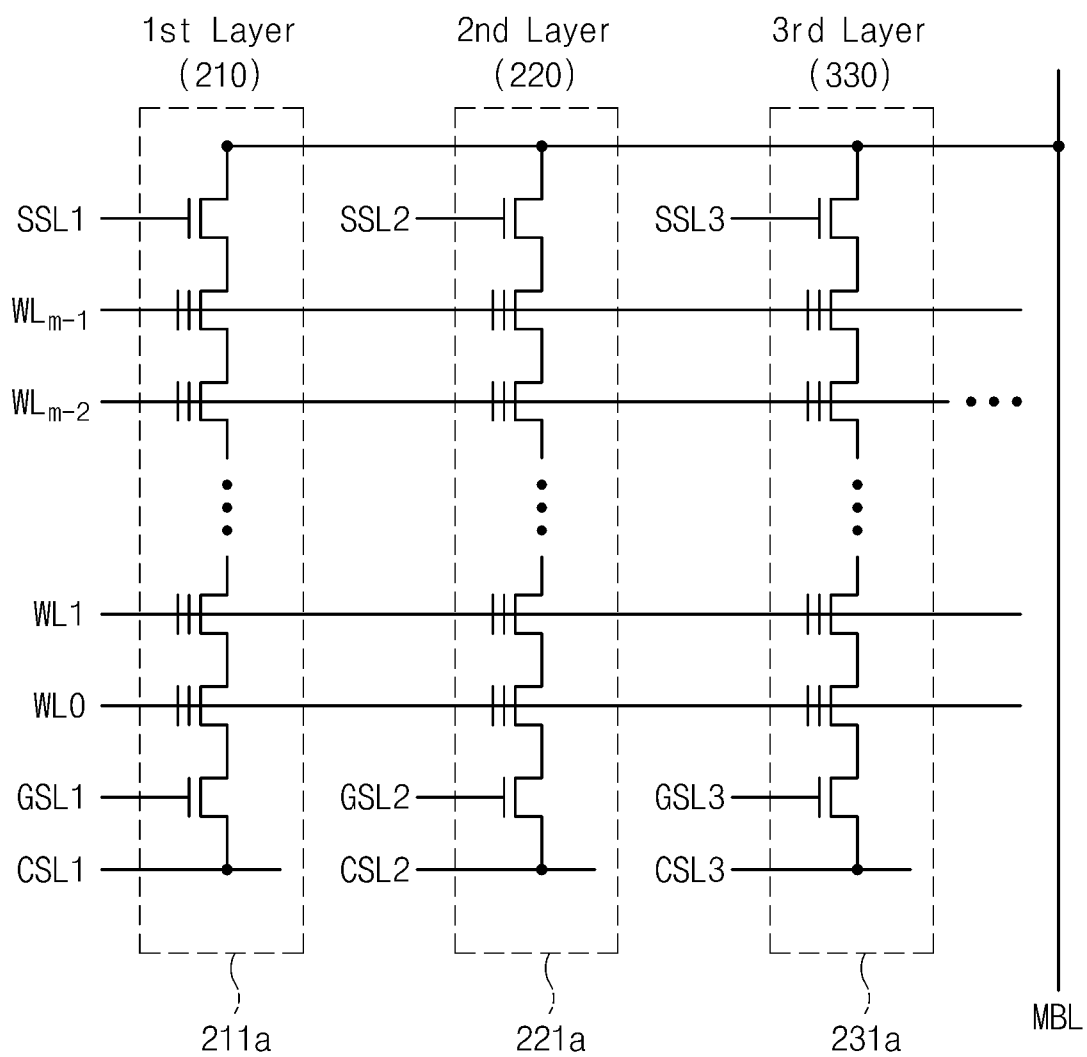 1st Layer 2nd Layer 3rd Layer
(210) (220) (330)
SSL1 SSL2 SSL3
WLm-1
WLm-2
WL1
WL0
GSL1 GSL2 GSL3
CSL1 CSL2 CSL3
211a 221a 231a MBL